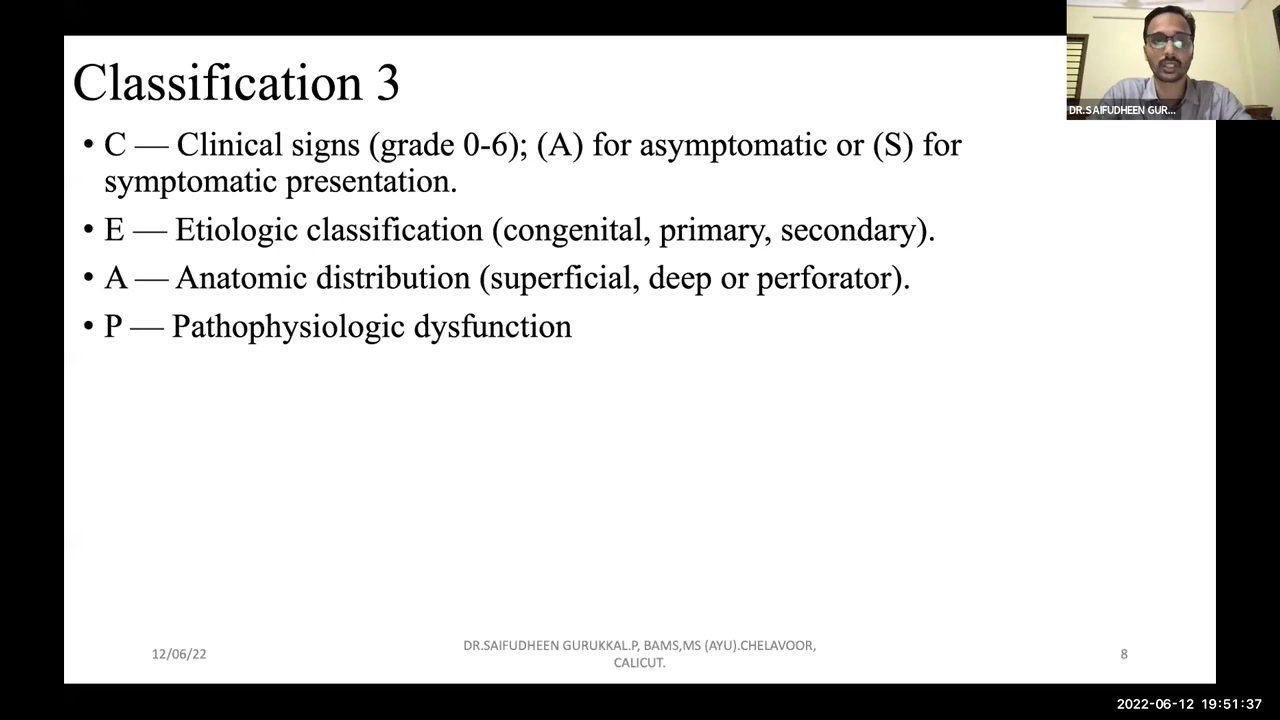 Classification 3
• C — Clinical signs (grade 0-6); (A) for asymptomatic or (S) for
symptomatic presentation.
• E — Etiologic classification (congenital, primary, secondary).
• A — Anatomic distribution (superficial, deep or perforator).
• P — Pathophysiologic dysfunction
12/06/22
DR.SAIFUDHEEN GURUKKAL.P, BAMS,MS (AYU).CHELAVOOR,
CALICUT.
8
DR.SAIFUDHEEN GUR...
2022-06-12 19:51:37